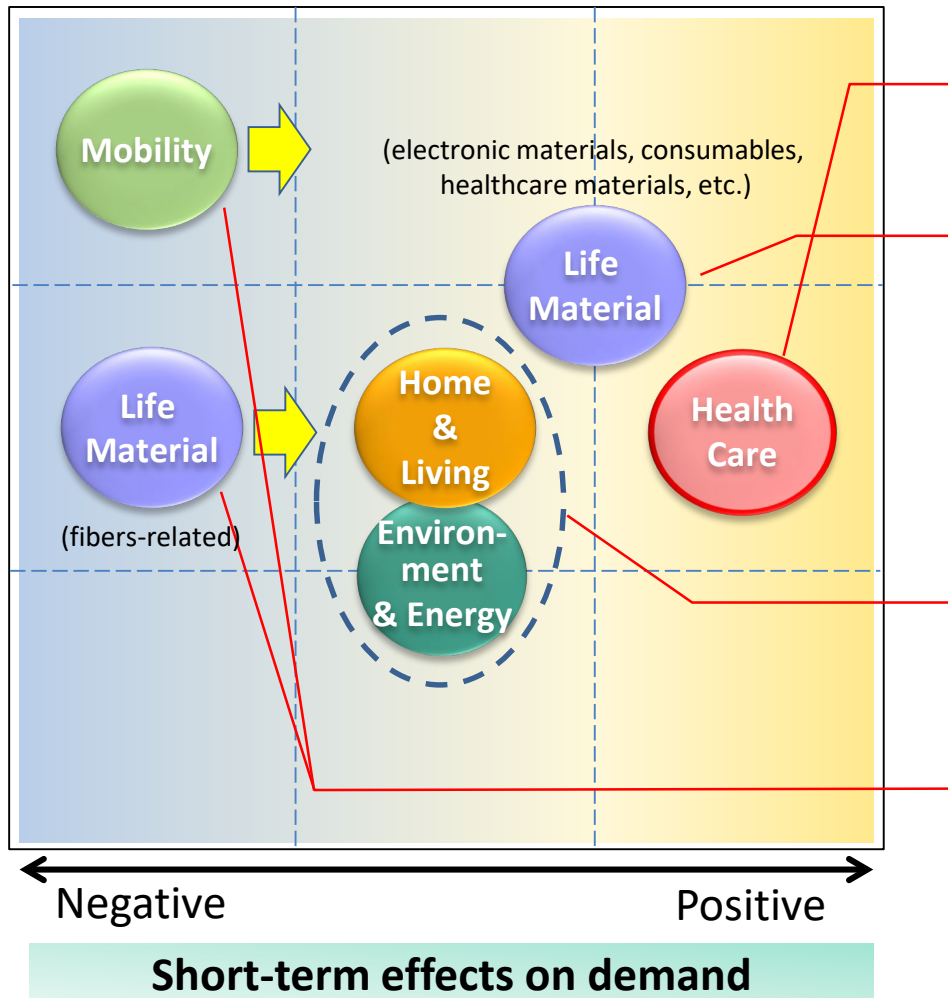 Mobility
(electronic materials, consumables,
healthcare materials, etc.)
Life
Material
Life
Material
(fibers-related)
Home
&
Living
Health
Care
Environ-
ment
& Energy
Negative
Positive
Short-term effects on demand